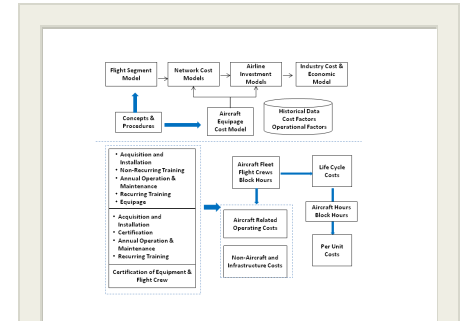 Flight Segment
Model
Network Cost
Models
Airline
Investment
Models
Industry Cost &
Economic
Model
Concepts &
Procedures
Aircraft
Equipage
Cost Model
Historical Data
Cost Factors
Operational Factors
• Acquisition and
Installation
• Non-Recurring Training
• Annual Operation &
Maintenance
• Recurring Training
• Equipage
• Acquisition and
Installation
• Certification
• Annual Operation &
Maintenance
• Recurring Training
Certification of Equipment &
Flight Crew
Aircraft Fleet
Flight Crews
Block Hours
Life Cycle
Costs
Aircraft Related
Operating Costs
Aircraft Hours
Block Hours
Non-Aircraft and
Infrastructure Costs
Per Unit
Costs